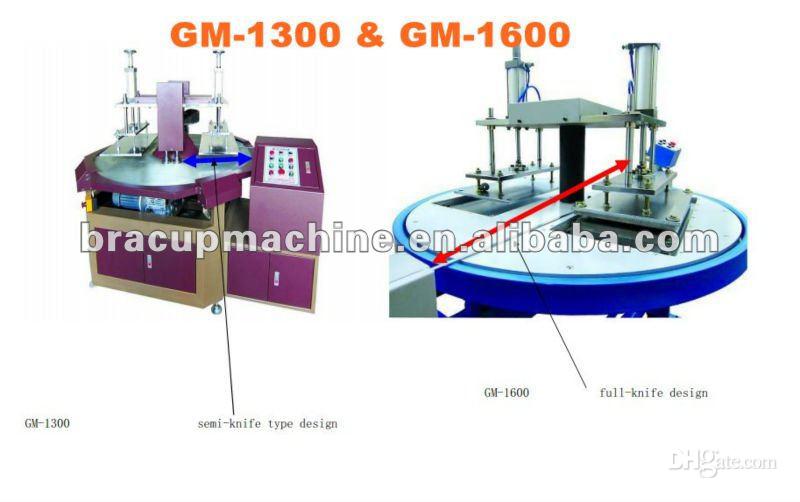 GM-1300 & GM-1600
bracupmachine.en.alibaba.com
GM-1600
full-knife design
GM-1300
semi-knife type design
DHgate.com